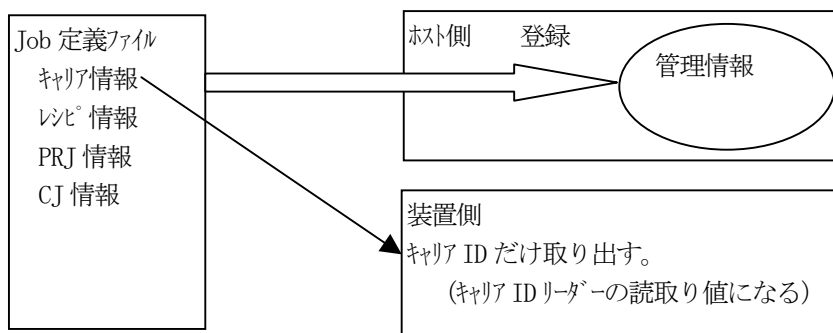 Job 定義ファイル
キャリア情報
レシピ情報
PRJ 情報
CJ 情報
ホスト側 登録
管理情報
装置側
キャリア ID だけ取り出す。
(キャリア ID リーダーの読取り値になる)